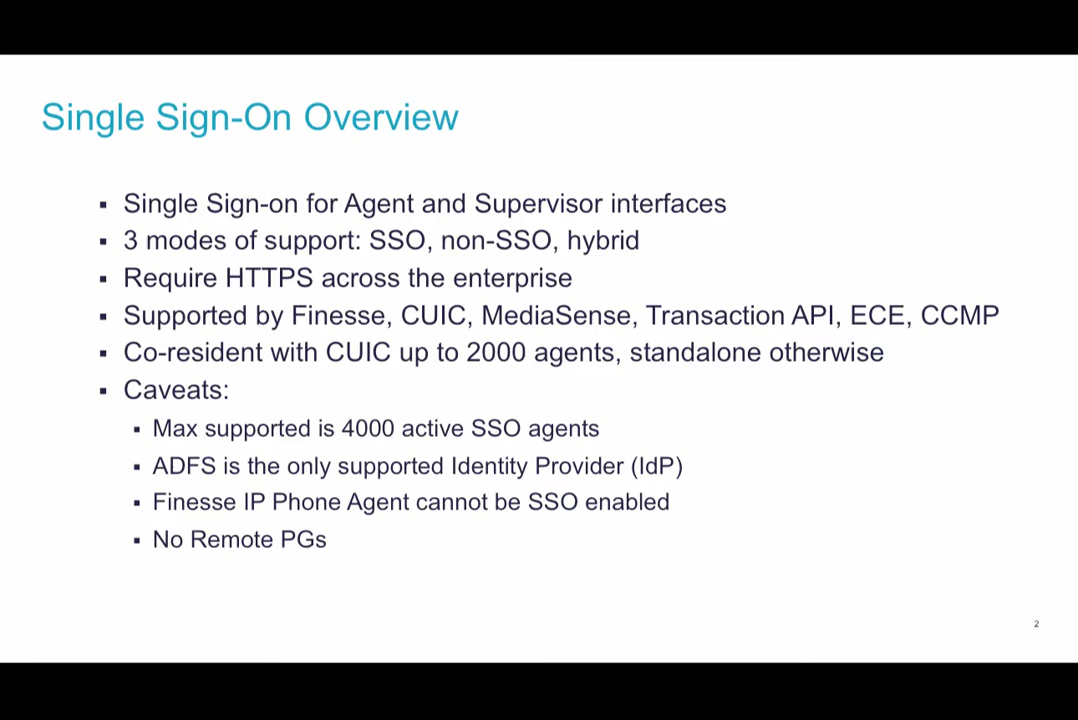 Single Sign-On Overview
▪ Single Sign-on for Agent and Supervisor interfaces
▪ 3 modes of support: SSO, non-SSO, hybrid
▪ Require HTTPS across the enterprise
▪ Supported by Finesse, CUIC, MediaSense, Transaction API, ECE, CCMP
▪ Co-resident with CUIC up to 2000 agents, standalone otherwise
▪ Caveats:
▪ Max supported is 4000 active SSO agents
▪ ADFS is the only supported Identity Provider (IdP)
▪ Finesse IP Phone Agent cannot be SSO enabled
▪ No Remote PGs
2